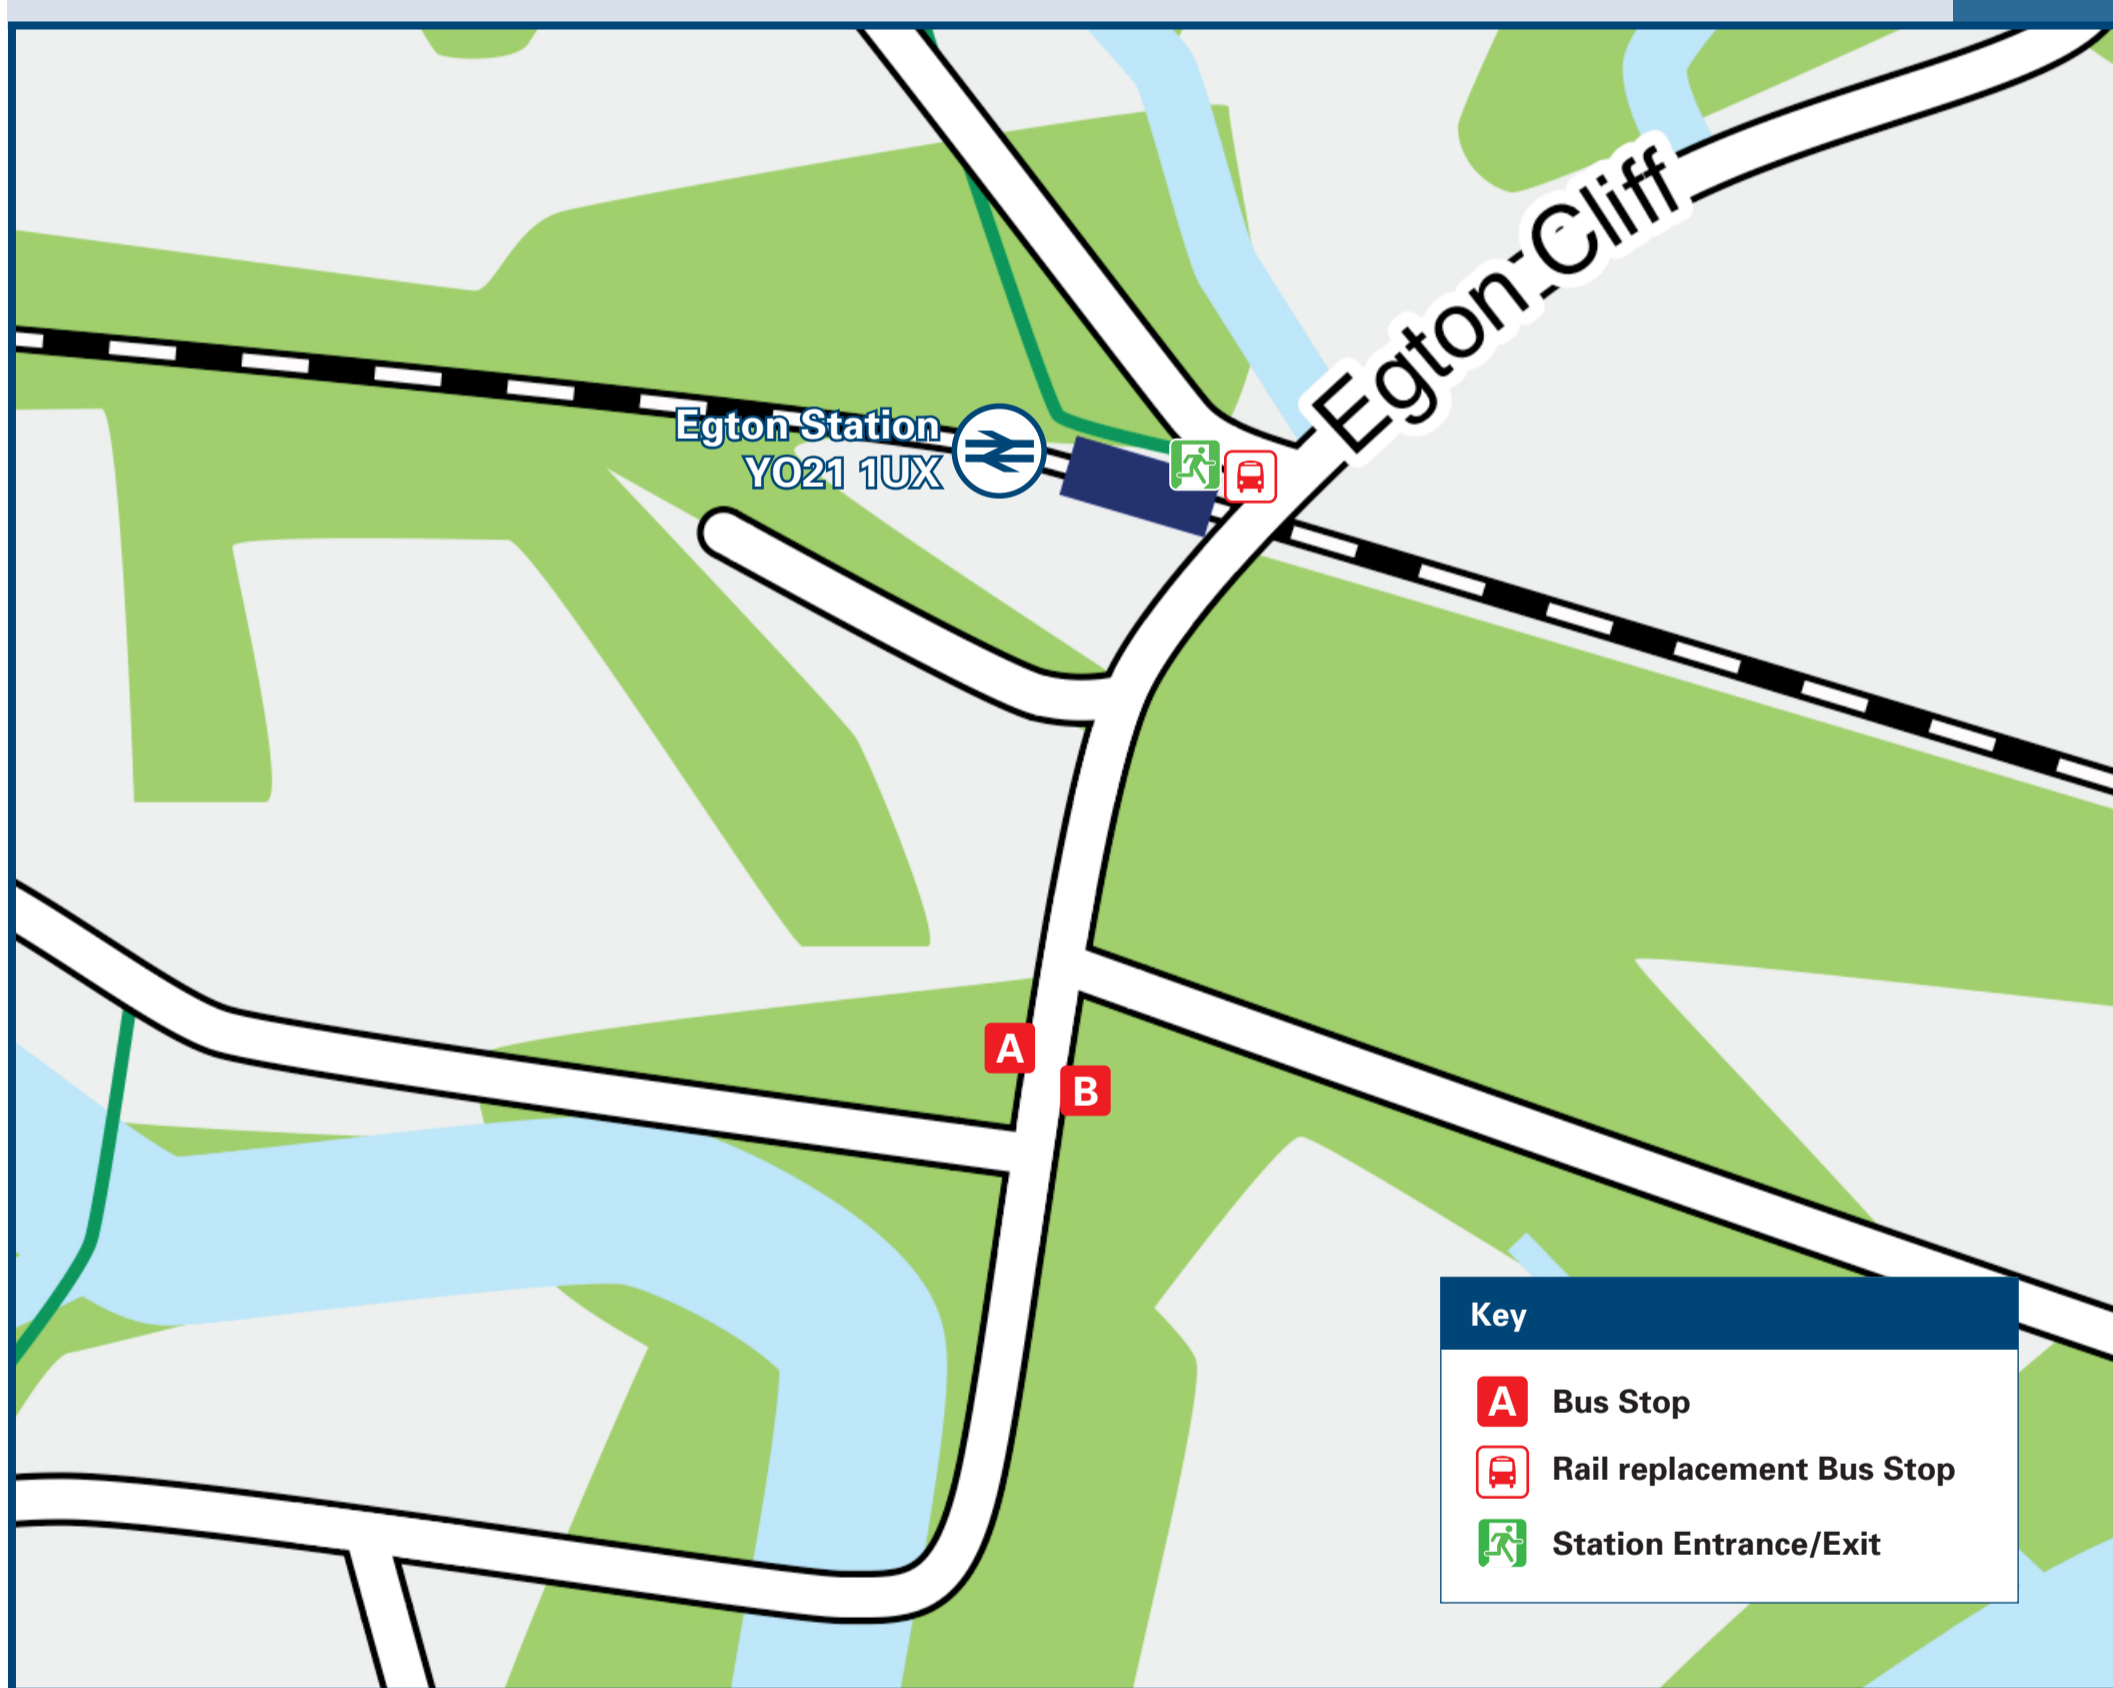 Egton Cliff
Egton Station
YO21 1UX
A
B
Key
A Bus Stop
Rail replacement Bus Stop
Station Entrance/Exit